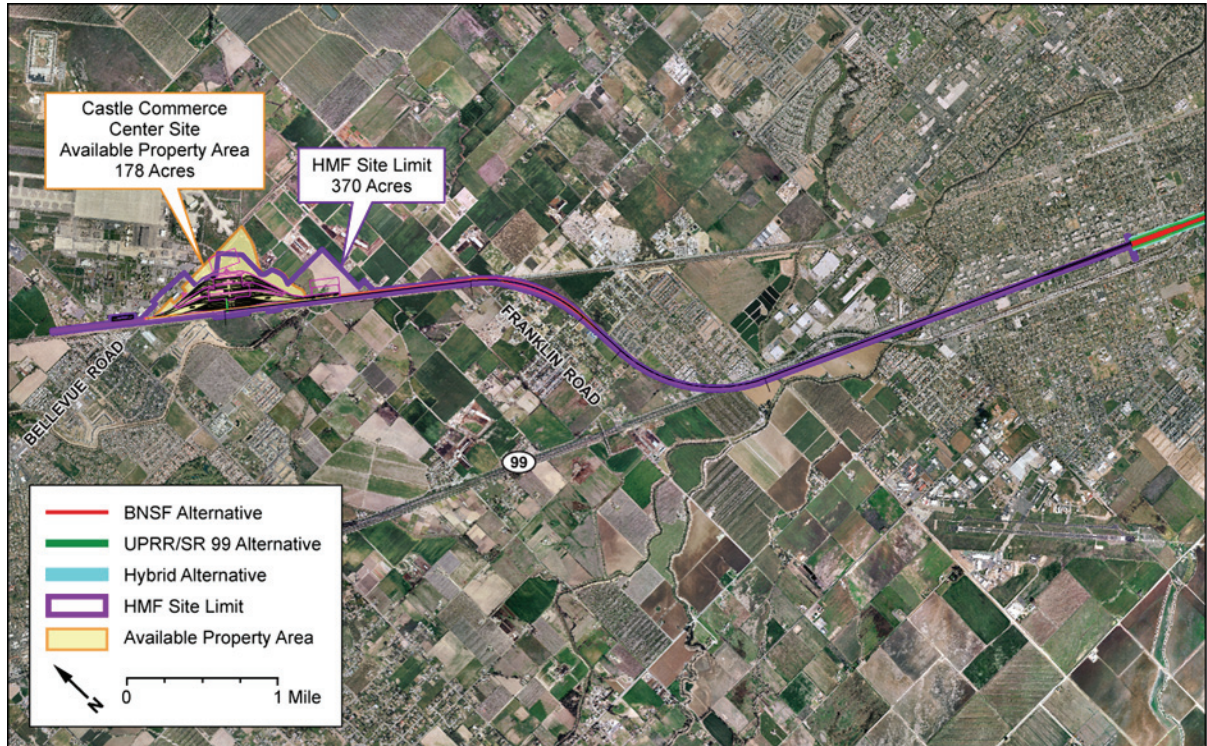 Castle Commerce
Center Site
Available Property Area
178 Acres
HMF Site Limit
370 Acres
BELLEVUE ROAD
FRANKLIN ROAD
99
BNSF Alternative
UPRR/SR 99 Alternative
Hybrid Alternative
HMF Site Limit
Available Property Area
N
0
1 Mile